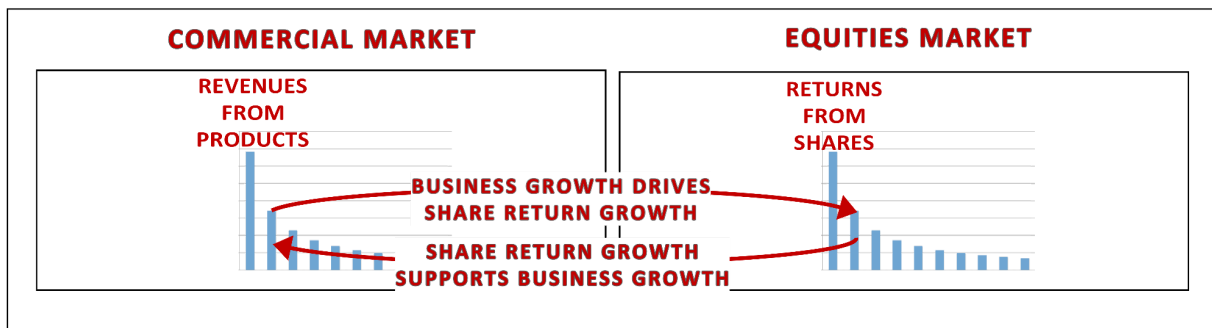 COMMERCIAL MARKET
EQUITIES MARKET
REVENUES
FROM
PRODUCTS
RETURNS
FROM
SHARES
BUSINESS GROWTH DRIVES
SHARE RETURN GROWTH
SHARE RETURN GROWTH
SUPPORTS BUSINESS GROWTH